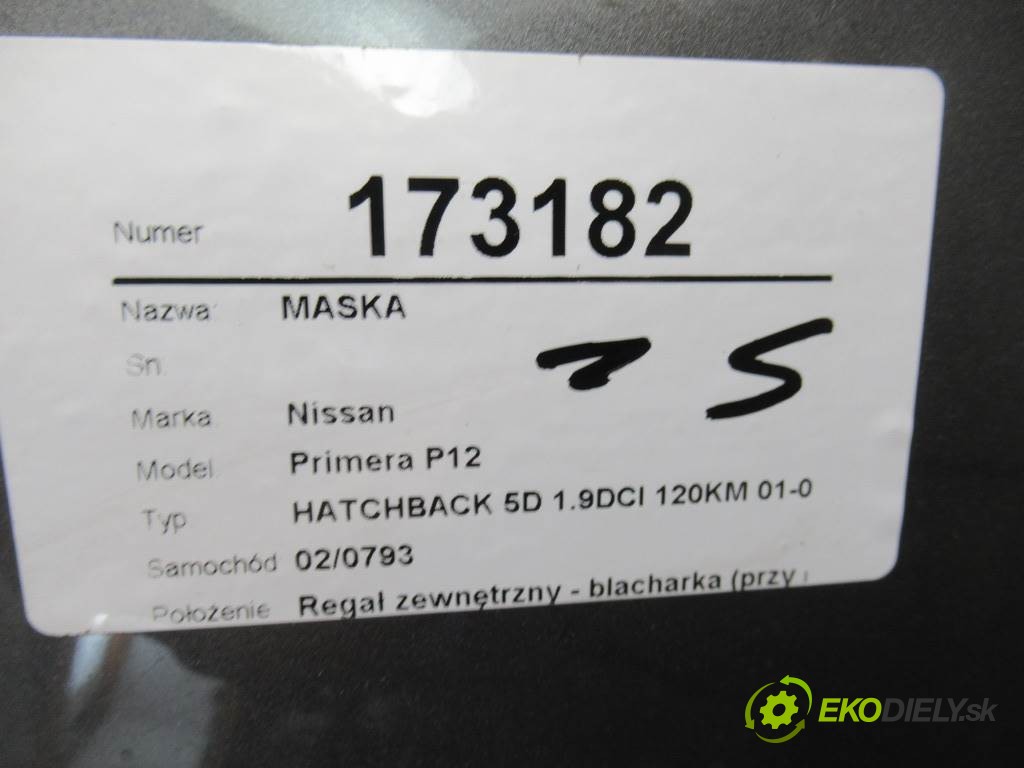 Numer 173182
Nazwa: MASKA
Sn.
Marka Nissan
Model Primera P12
Typ HATCHBACK 5D 1.9DCI 120KM 01-0
Samochód 02/0793
Położenie Regał zewnętrzny - blacharka (przy
EKODIELY.sk